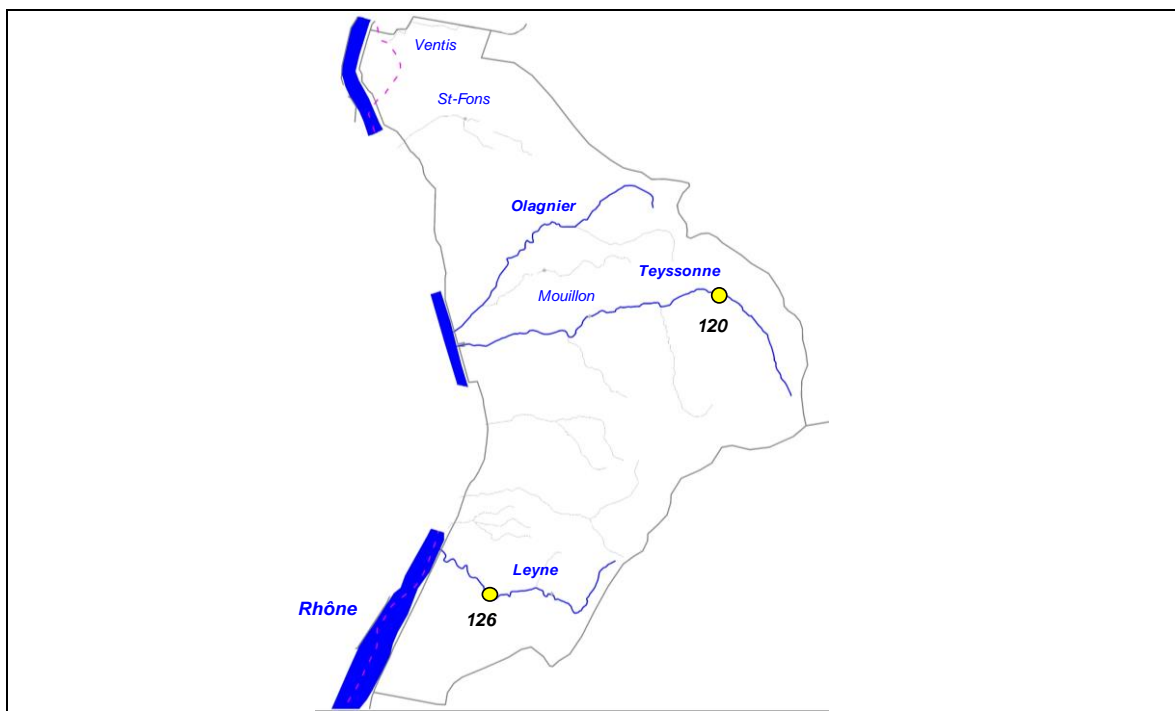 Ventis
St-Fons
Olagnier
Teyssonne
Mouillon
120
Leyne
Rhône
126